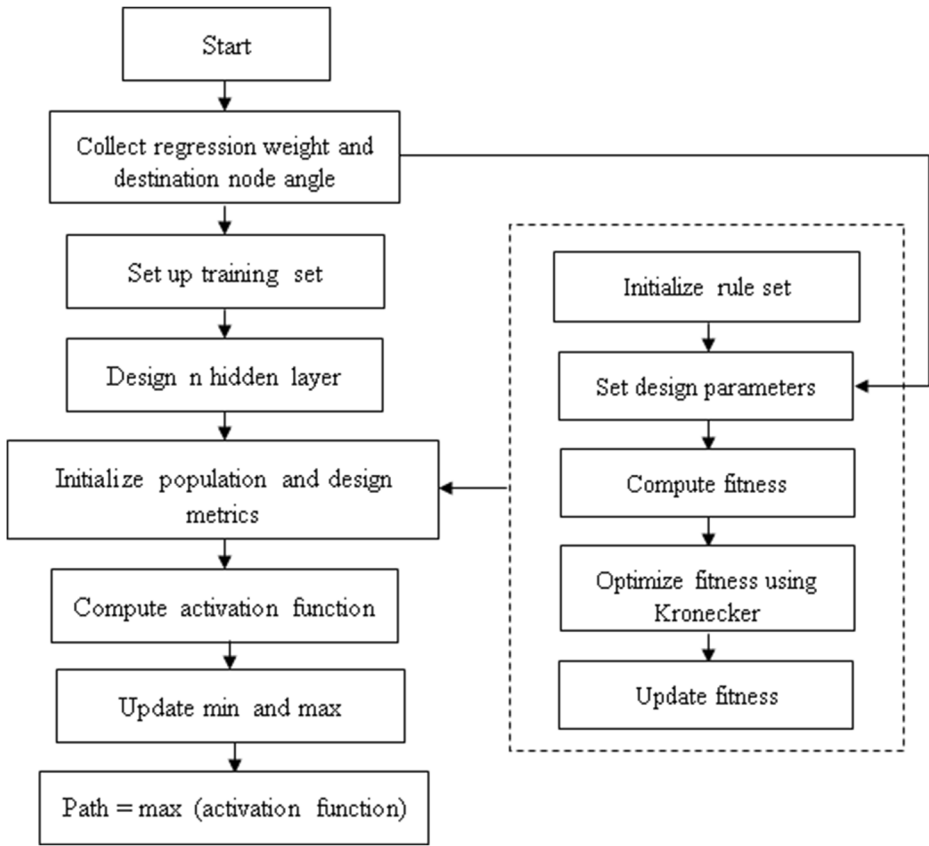 Start
Collect regression weight and
destination node angle
Set up training set
Design n hidden layer
Initialize population and design
metrics
Compute activation function
Update min and max
Path = max (activation function)
Initialize rule set
Set design parameters
Compute fitness
Optimize fitness using
Kronecker
Update fitness